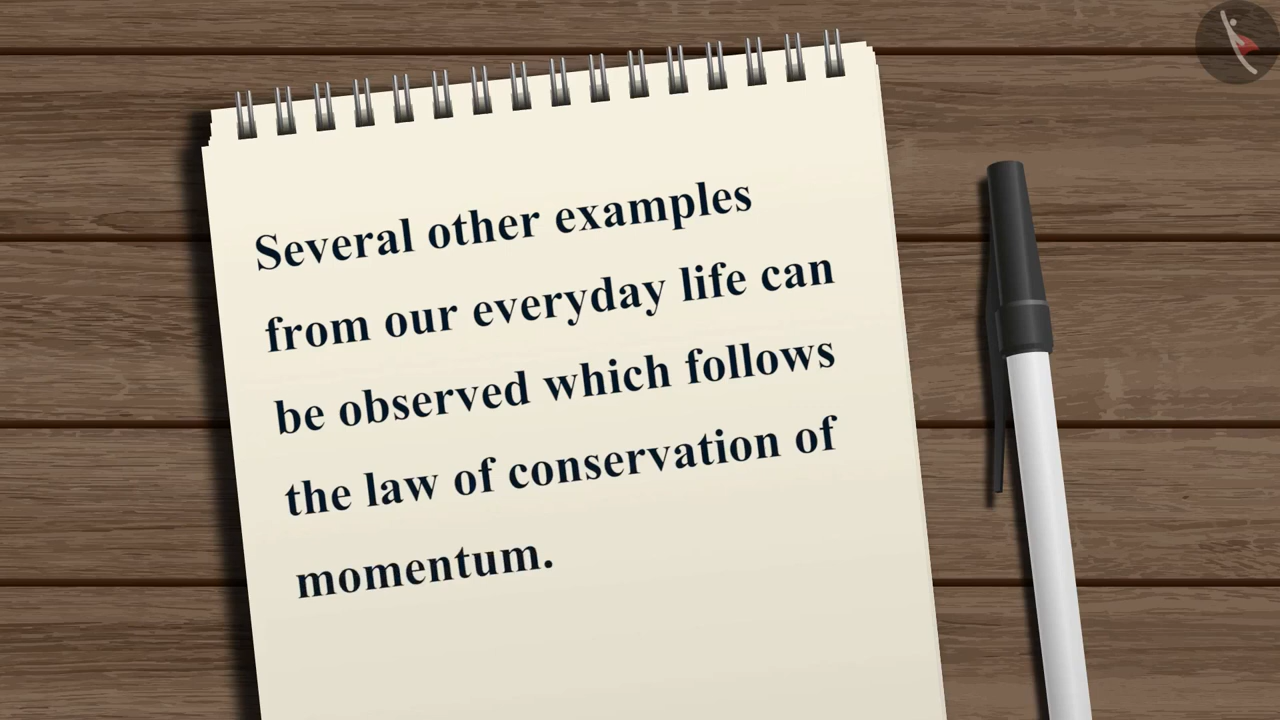 Several other examples
from our everyday life can
be observed which follows
the law of conservation of
momentum.